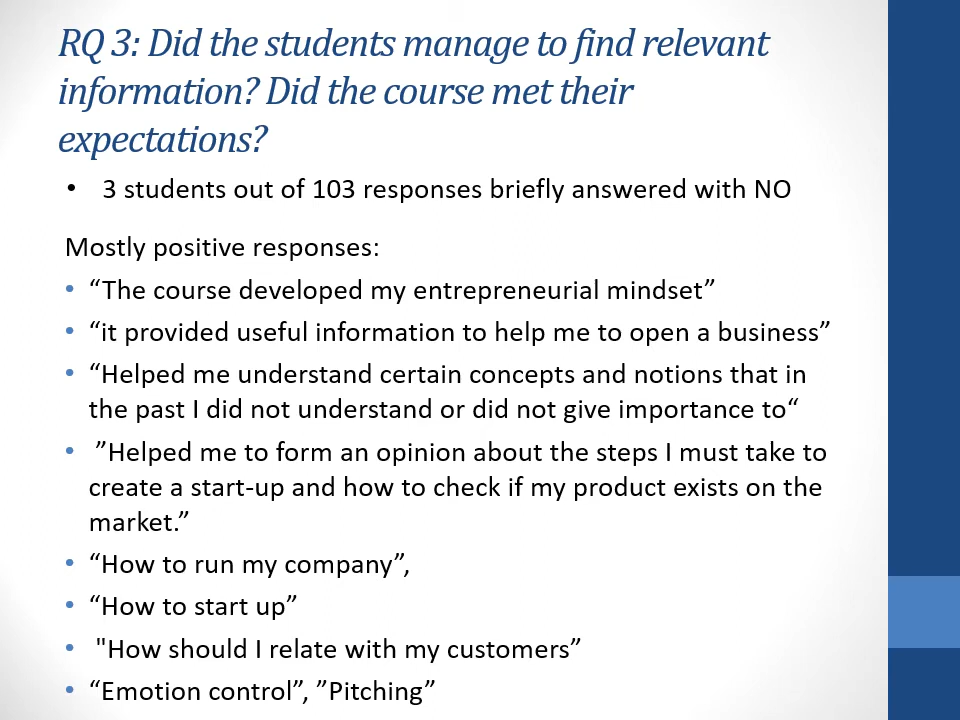 RQ 3: Did the students manage to find relevant
information? Did the course met their
expectations?
• 3 students out of 103 responses briefly answered with NO
Mostly positive responses:
• “The course developed my entrepreneurial mindset”
• “it provided useful information to help me to open a business”
• “Helped me understand certain concepts and notions that in
the past I did not understand or did not give importance to“
• ”Helped me to form an opinion about the steps I must take to
create a start-up and how to check if my product exists on the
market.”
• “How to run my company”,
• “How to start up”
• "How should I relate with my customers”
• “Emotion control”, ”Pitching”